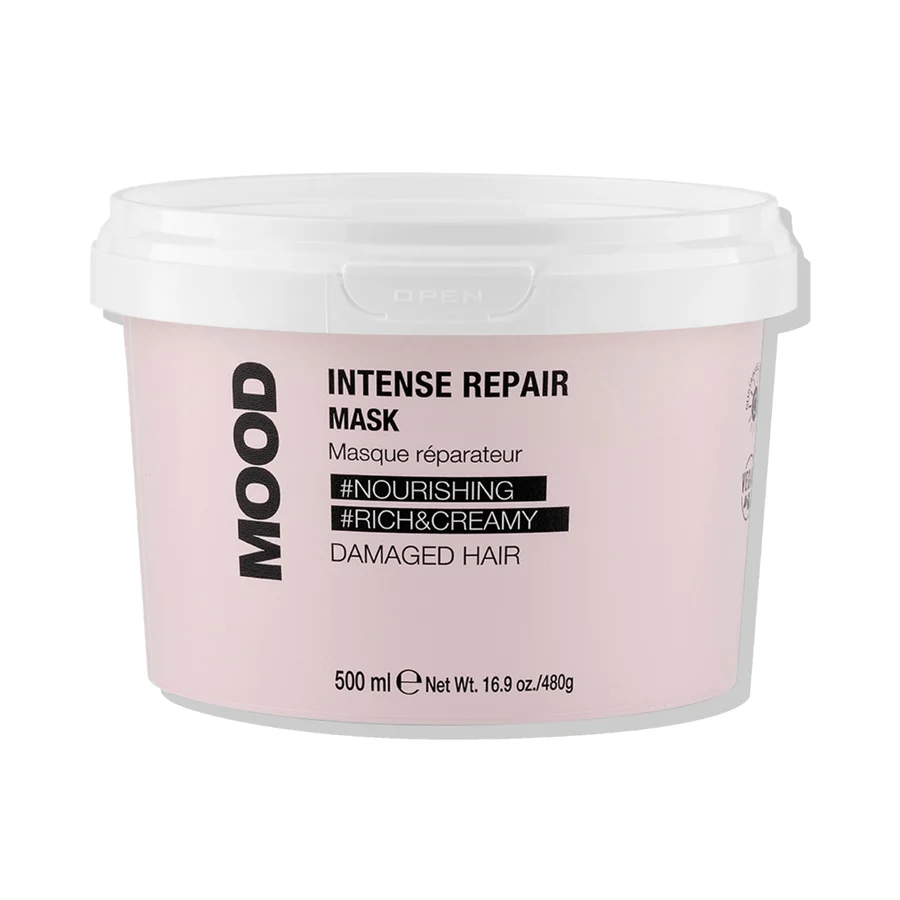 OPEN
MOOD
INTENSE REPAIR
MASK
Masque réparateur
#NOURISHING
#RICH&CREAMY
DAMAGED HAIR
500 ml ℮ Net Wt. 16.9 oz./480g